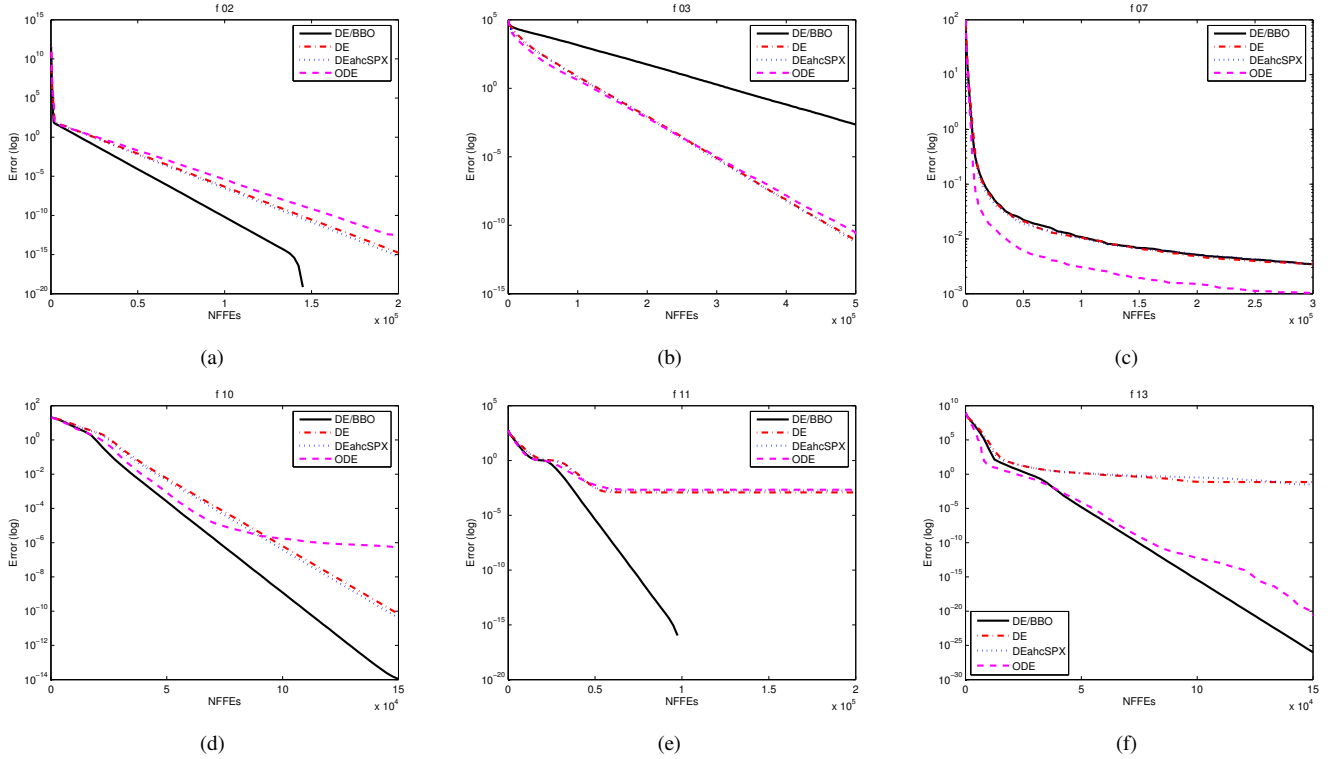 f 02
10^15
10^10
10^5
10^0
10^−5
10^−10
10^−15
10^−20
Error (log)
0
0.5
1
1.5
2
x 10^5
NFFEs
DE/BBO
DE
DEahcSPX
ODE
(a)
f 03
10^5
10^0
10^−5
10^−10
10^−15
Error (log)
0
1
2
3
4
5
x 10^5
NFFEs
DE/BBO
DE
DEahcSPX
ODE
(b)
f 07
10^2
10^1
10^0
10^−1
10^−2
10^−3
Error (log)
0
0.5
1
1.5
2
2.5
3
x 10^5
NFFEs
DE/BBO
DE
DEahcSPX
ODE
(c)
f 10
10^2
10^0
10^−2
10^−4
10^−6
10^−8
10^−10
10^−12
10^−14
Error (log)
0
5
10
15
x 10^4
NFFEs
DE/BBO
DE
DEahcSPX
ODE
(d)
f 11
10^5
10^0
10^−5
10^−10
10^−15
10^−20
Error (log)
0
0.5
1
1.5
2
x 10^5
NFFEs
DE/BBO
DE
DEahcSPX
ODE
(e)
f 13
10^10
10^5
10^0
10^−5
10^−10
10^−15
10^−20
10^−25
10^−30
Error (log)
0
5
10
15
x 10^4
NFFEs
DE/BBO
DE
DEahcSPX
ODE
(f)